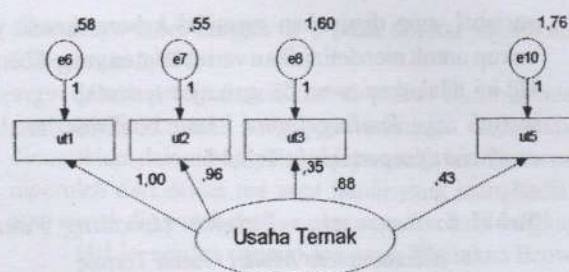 ,58 ,55 1,60 1,76
e6 e7 e8 e10
1 1 1 1
ut1 ut2 ut3 ut5
1,00 ,96 ,35 ,88 ,43
Usaha Ternak